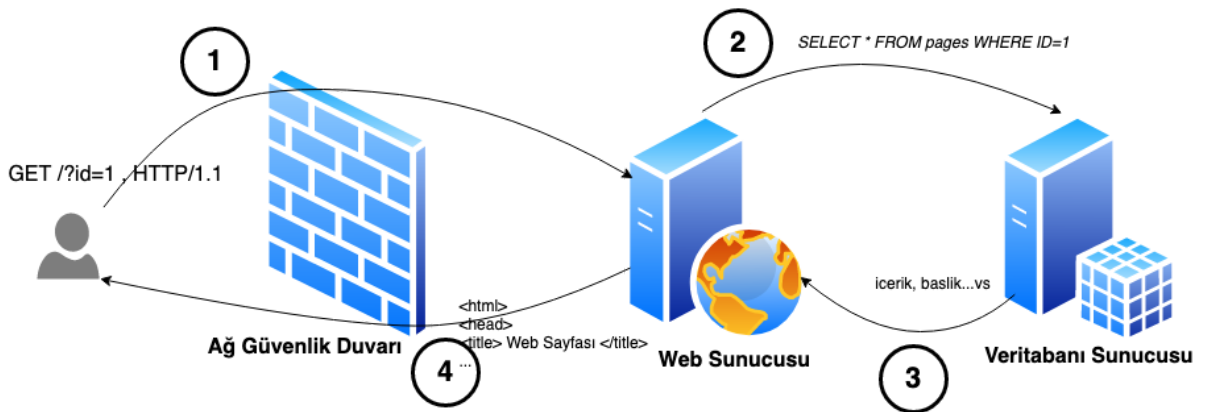 1
2
SELECT * FROM pages WHERE ID=1
GET /?id=1 , HTTP/1.1
icerik, baslik...vs
<html>
<head>
<title> Web Sayfası </title>
...
Ağ Güvenlik Duvarı
Web Sunucusu
Veritabanı Sunucusu
4
3